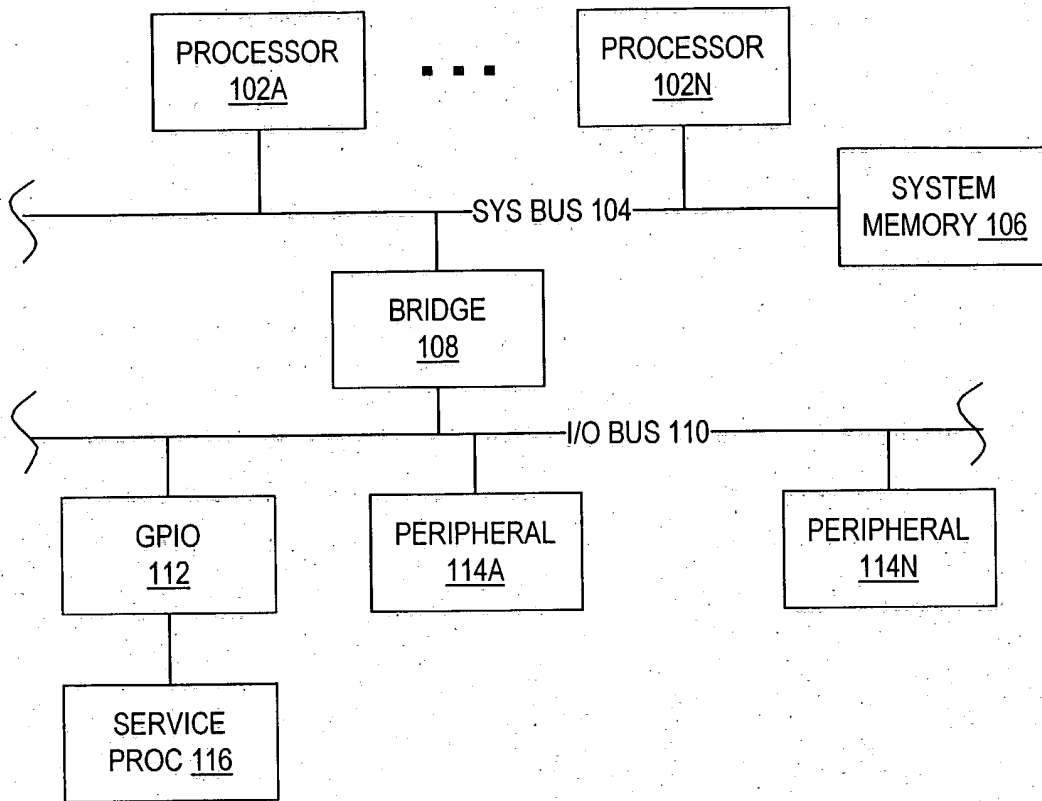 PROCESSOR
102A
PROCESSOR
102N
SYS BUS 104
SYSTEM
MEMORY 106
BRIDGE
108
I/O BUS 110
GPIO
112
PERIPHERAL
114A
PERIPHERAL
114N
SERVICE
PROC 116